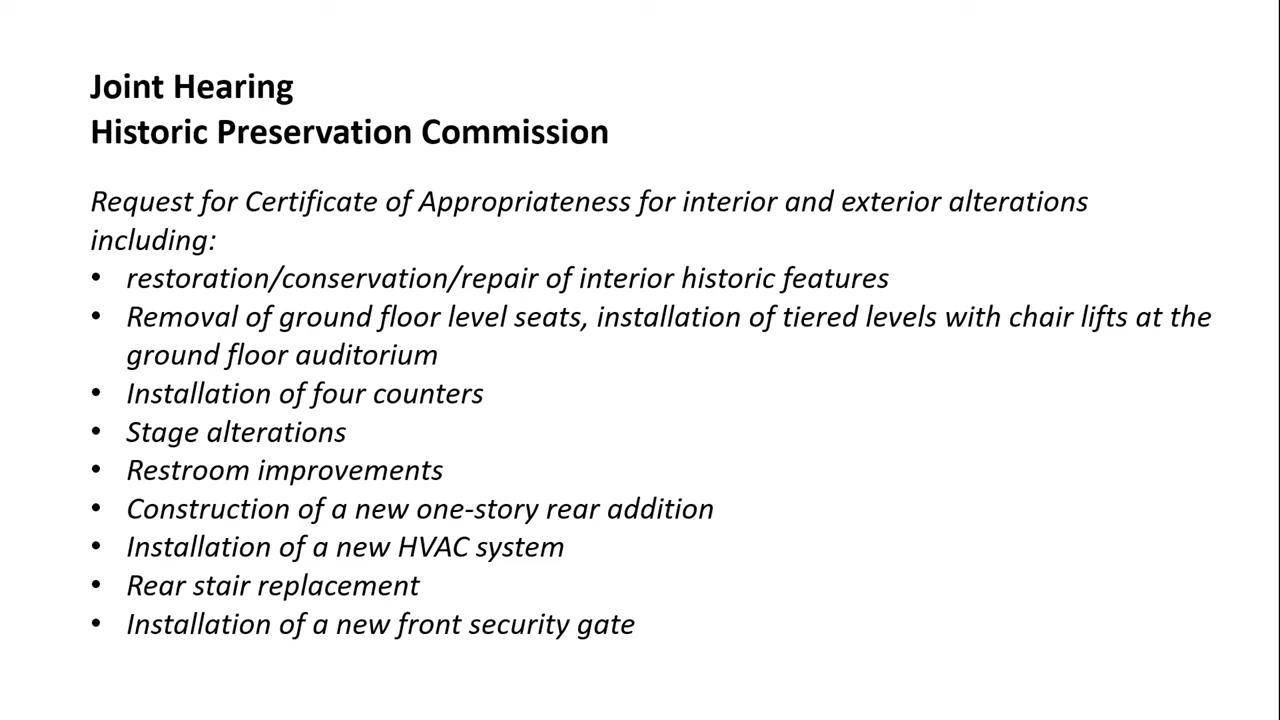 Joint Hearing
Historic Preservation Commission
Request for Certificate of Appropriateness for interior and exterior alterations
including:
• restoration/conservation/repair of interior historic features
• Removal of ground floor level seats, installation of tiered levels with chair lifts at the
ground floor auditorium
• Installation of four counters
• Stage alterations
• Restroom improvements
• Construction of a new one-story rear addition
• Installation of a new HVAC system
• Rear stair replacement
• Installation of a new front security gate